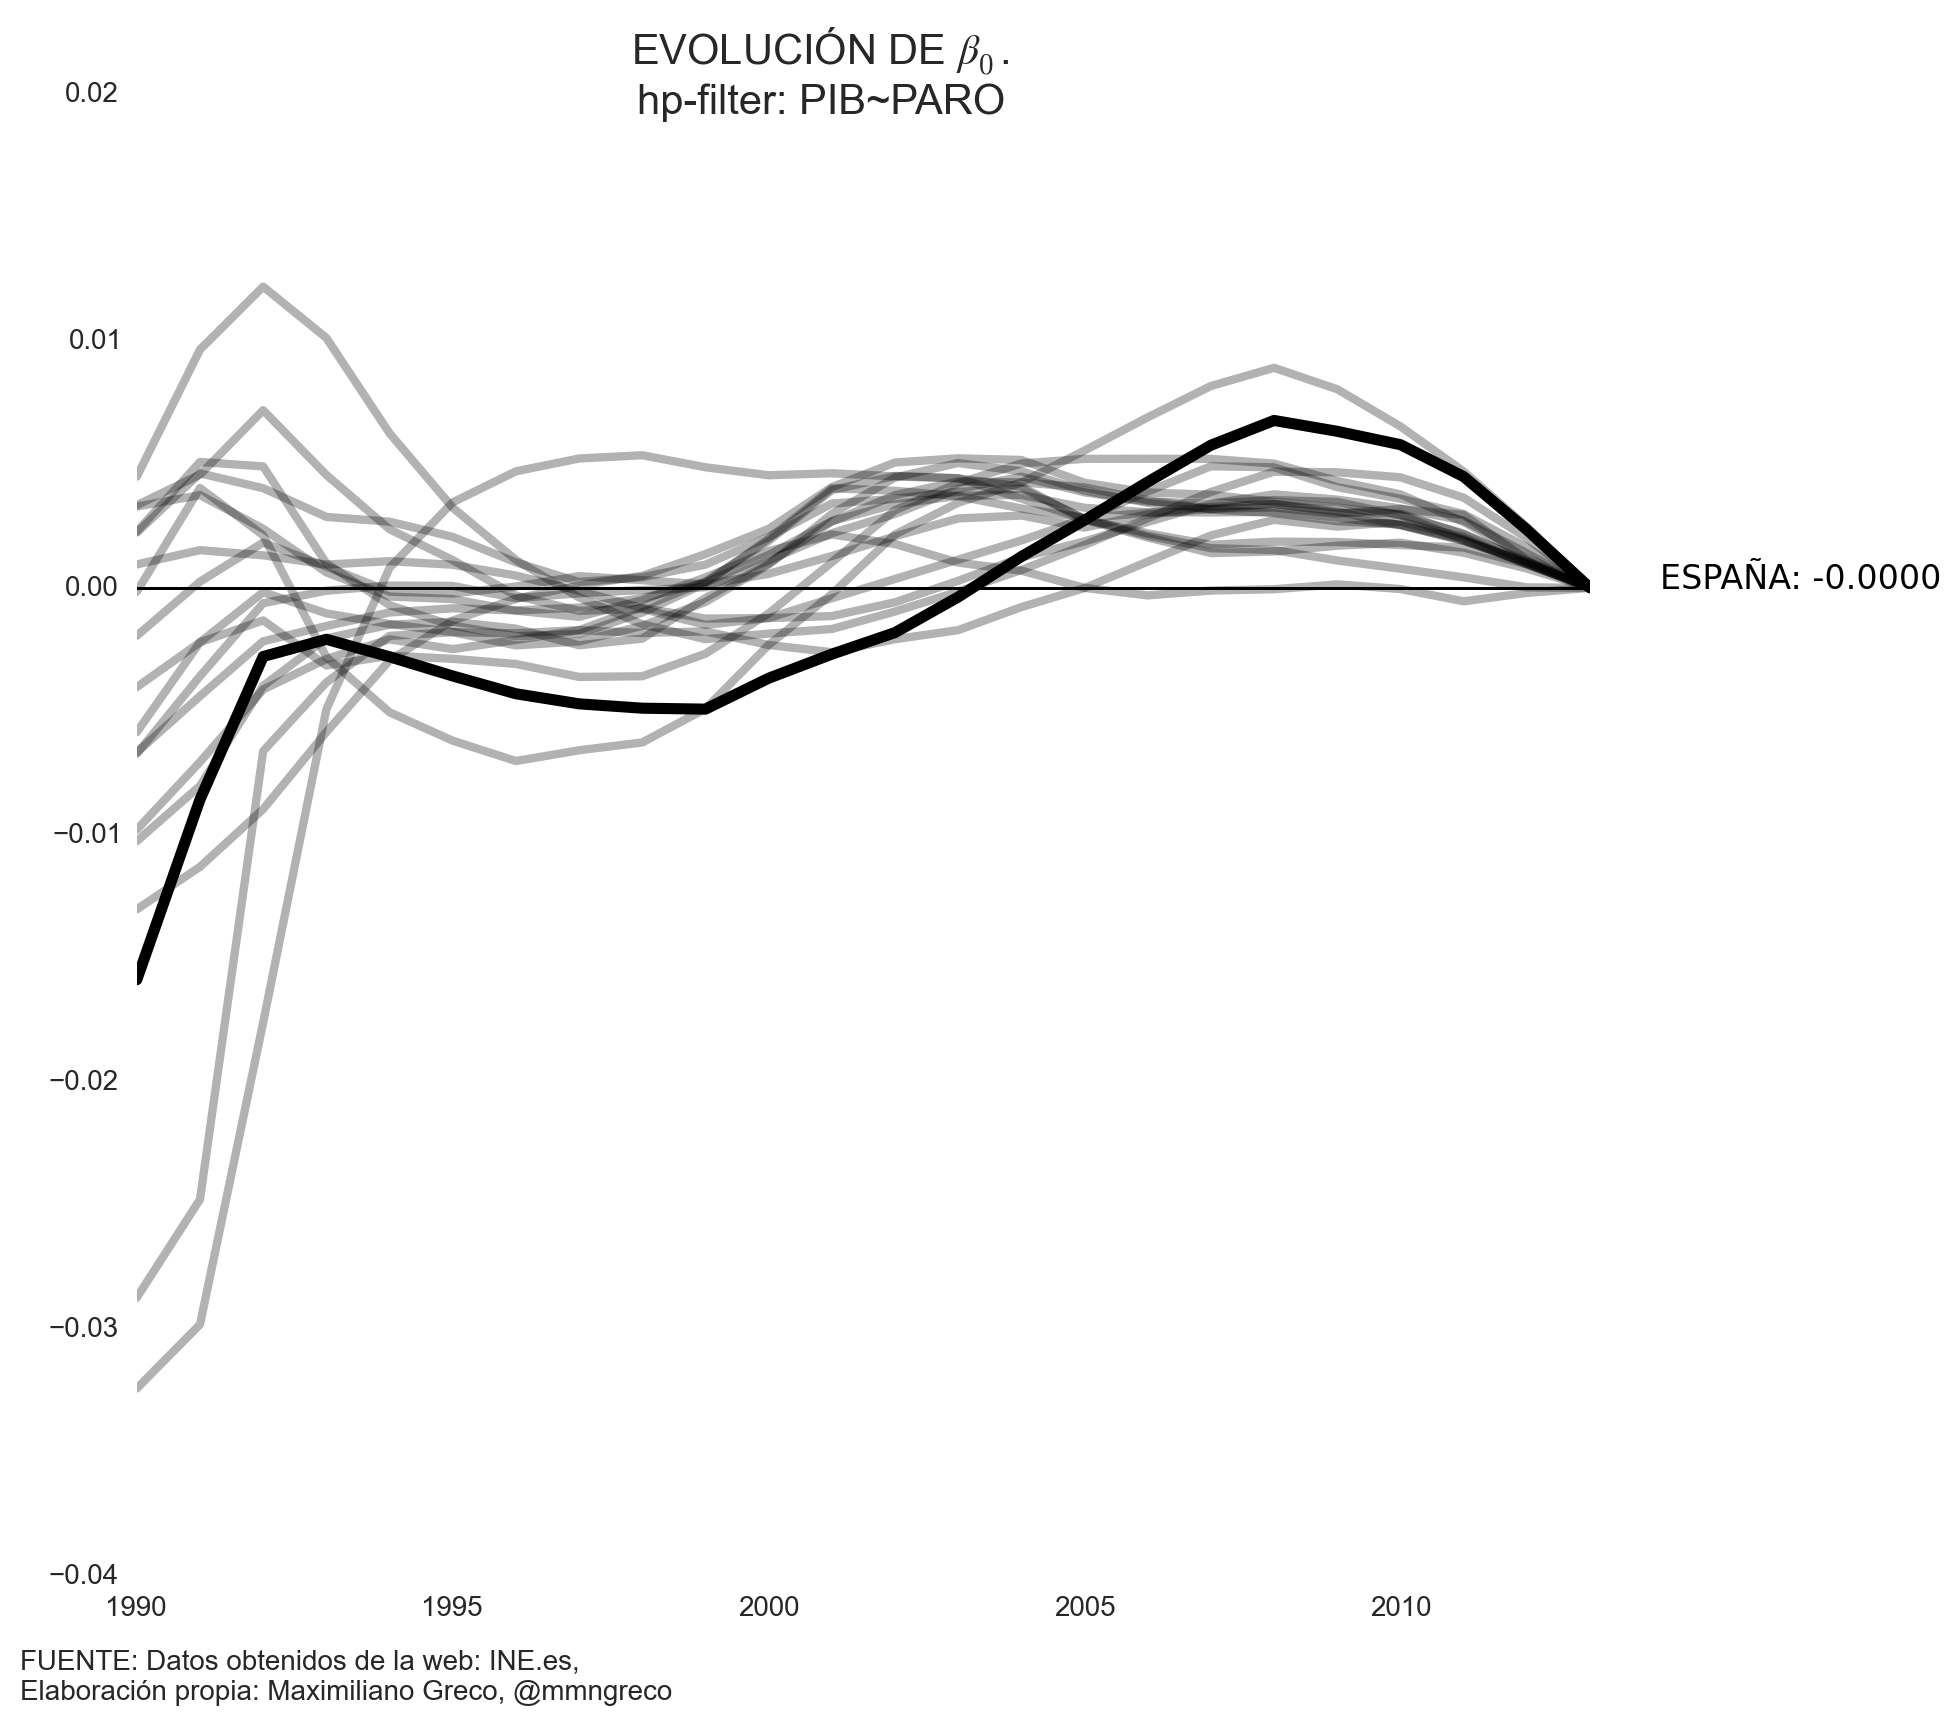 EVOLUCIÓN DE β₀.
hp-filter: PIB~PARO
0.02
0.01
0.00
−0.01
−0.02
−0.03
−0.04
ESPAÑA: -0.0000
1990 1995 2000 2005 2010
FUENTE: Datos obtenidos de la web: INE.es,
Elaboración propia: Maximiliano Greco, @mmngreco